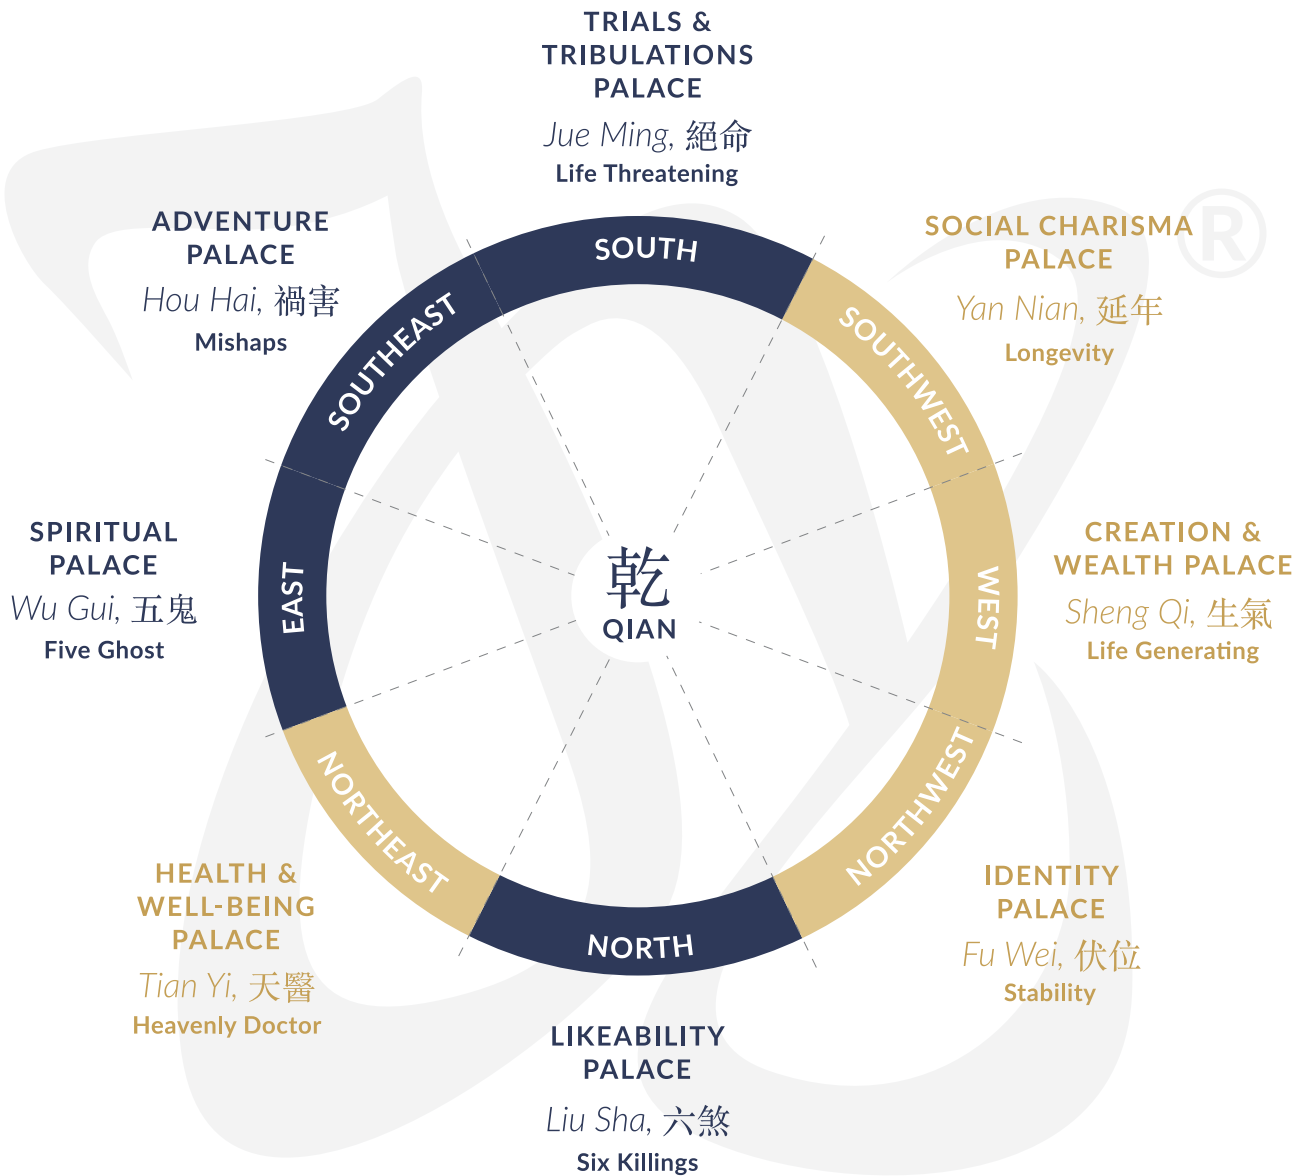 TRIALS &
TRIBULATIONS
PALACE
Jue Ming, 絕命
Life Threatening
ADVENTURE
PALACE
Hou Hai, 禍害
Mishaps
SOCIAL CHARISMA
PALACE
Yan Nian, 延年
Longevity
®
SOUTH
SOUTHEAST
SOUTHWEST
SPIRITUAL
PALACE
Wu Gui, 五鬼
Five Ghost
EAST
乾
QIAN
WEST
CREATION &
WEALTH PALACE
Sheng Qi, 生氣
Life Generating
NORTHEAST
NORTHWEST
NORTH
HEALTH &
WELL-BEING
PALACE
Tian Yi, 天醫
Heavenly Doctor
IDENTITY
PALACE
Fu Wei, 伏位
Stability
LIKEABILITY
PALACE
Liu Sha, 六煞
Six Killings